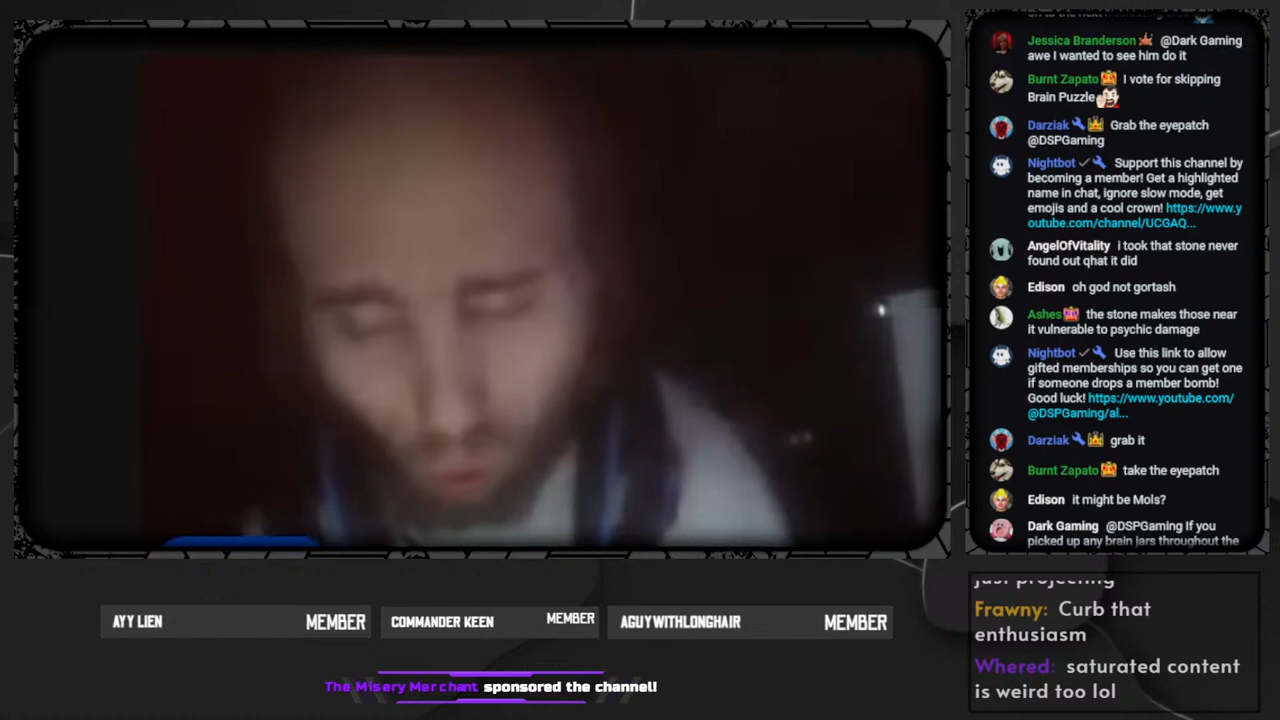 Jessica Branderson @Dark Gaming
awe I wanted to see him do it
Burnt Zapato I vote for skipping
Brain Puzzle
Darziak Grab the eyepatch
@DSPGaming
Nightbot Support this channel by
becoming a member! Get a highlighted
name in chat, ignore slow mode, get
emojis and a cool crown! https://www.y
outube.com/channel/UCGAQ...
AngelOfVitality i took that stone never
found out qhat it did
Edison oh god not gortash
Ashes the stone makes those near
it vulnerable to psychic damage
Nightbot Use this link to allow
gifted memberships so you can get one
if someone drops a member bomb!
Good luck! https://www.youtube.com/
@DSPGaming/al...
Darziak grab it
Burnt Zapato take the eyepatch
Edison it might be Mols?
Dark Gaming @DSPGaming If you
picked up any brain jars throughout the
just projecting
Frawny: Curb that
enthusiasm
Whered: saturated content
is weird too lol
AYY LIEN MEMBER COMMANDER KEEN MEMBER AGUYWITHLONGHAIR MEMBER
The Misery Merchant sponsored the channel!